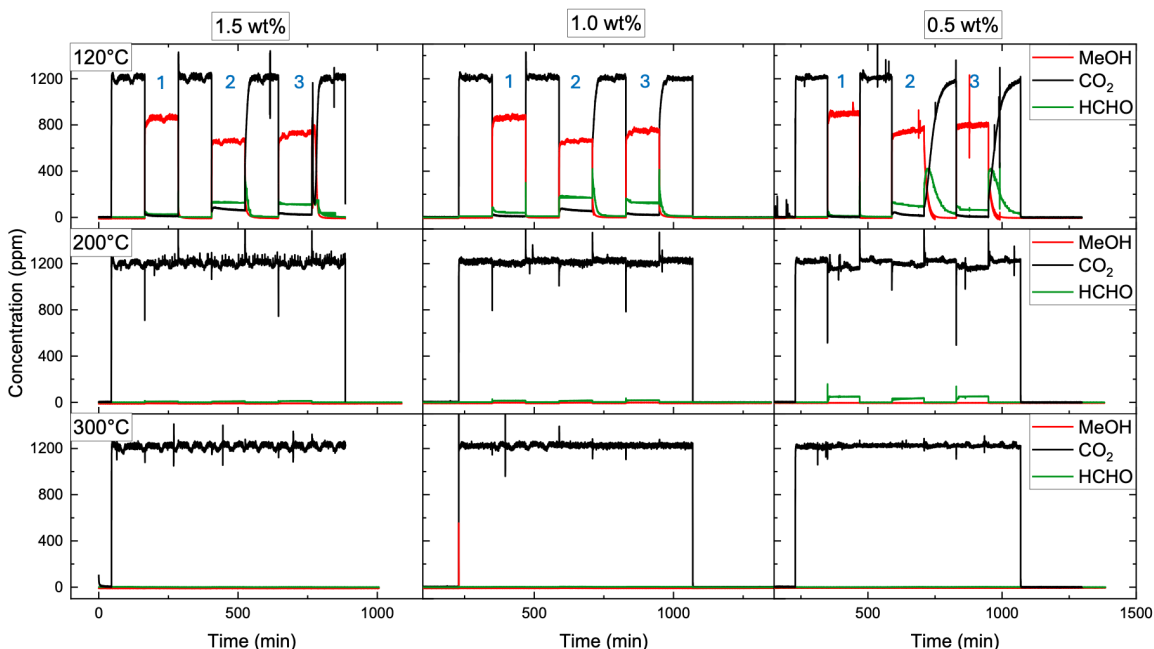 1.5 wt%
1.0 wt%
0.5 wt%
120°C
1200
800
400
0
1
2
3
1
2
3
1
2
3
MeOH
CO₂
HCHO
200°C
1200
800
400
0
MeOH
CO₂
HCHO
Concentration (ppm)
300°C
1200
800
400
0
MeOH
CO₂
HCHO
0
500
1000
500
1000
500
1000
1500
Time (min)
Time (min)
Time (min)